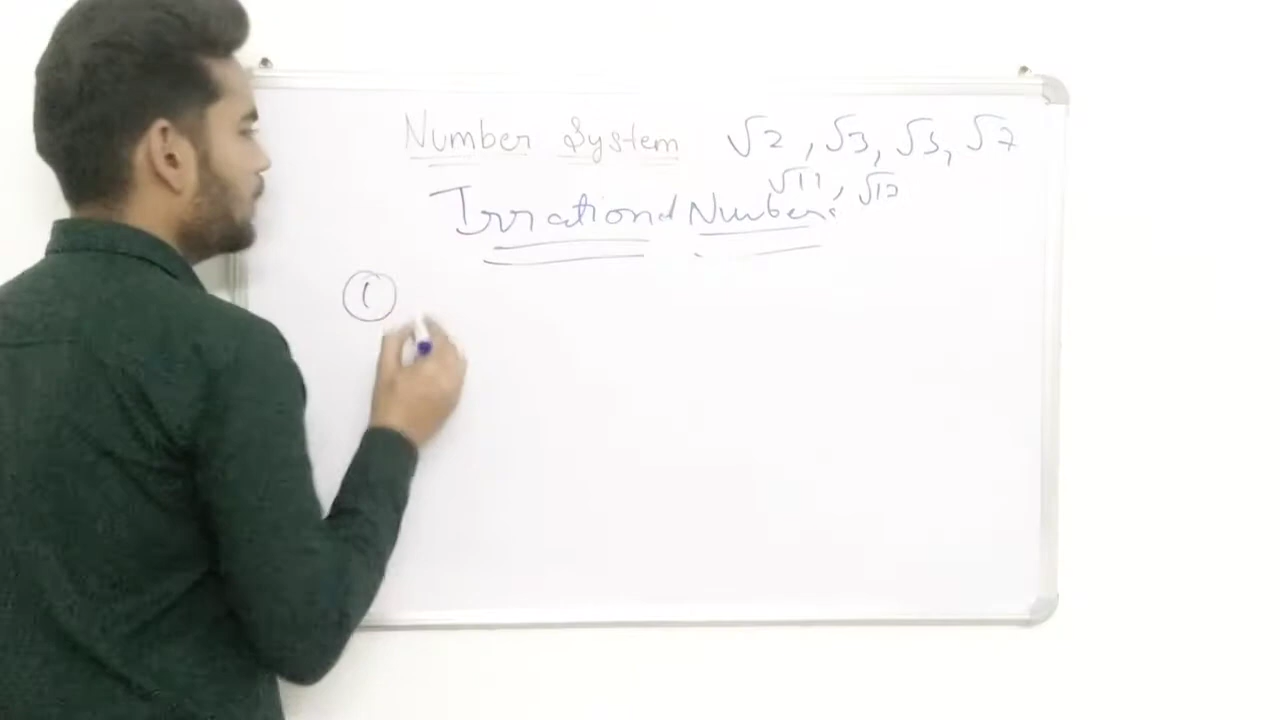 Number System √2, √3, √5, √7
√11, √13
Irrational Number:
①